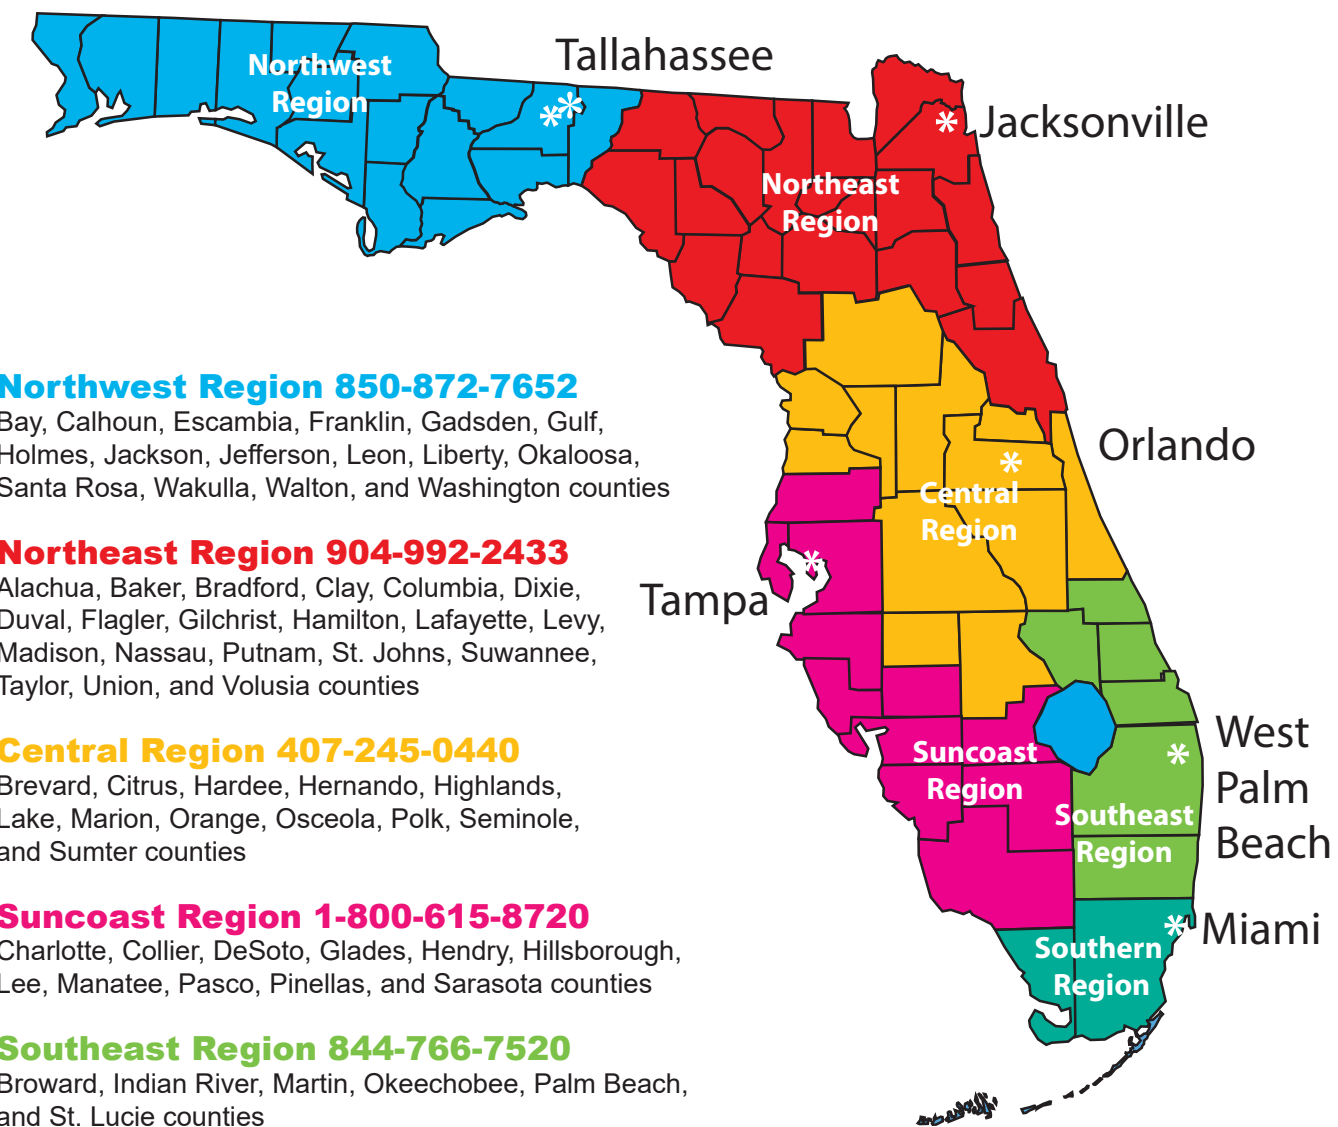 Tallahassee
Northwest
Region
Jacksonville
Northeast
Region
Northwest Region 850-872-7652
Bay, Calhoun, Escambia, Franklin, Gadsden, Gulf,
Holmes, Jackson, Jefferson, Leon, Liberty, Okaloosa,
Santa Rosa, Wakulla, Walton, and Washington counties
Orlando
Central
Region
Northeast Region 904-992-2433
Alachua, Baker, Bradford, Clay, Columbia, Dixie,
Duval, Flagler, Gilchrist, Hamilton, Lafayette, Levy,
Madison, Nassau, Putnam, St. Johns, Suwannee,
Taylor, Union, and Volusia counties
Tampa
Central Region 407-245-0440
Brevard, Citrus, Hardee, Hernando, Highlands,
Lake, Marion, Orange, Osceola, Polk, Seminole,
and Sumter counties
Suncoast
Region
West
Palm
Beach
Southeast
Region
Suncoast Region 1-800-615-8720
Charlotte, Collier, DeSoto, Glades, Hendry, Hillsborough,
Lee, Manatee, Pasco, Pinellas, and Sarasota counties
Miami
Southern
Region
Southeast Region 844-766-7520
Broward, Indian River, Martin, Okeechobee, Palm Beach,
and St. Lucie counties